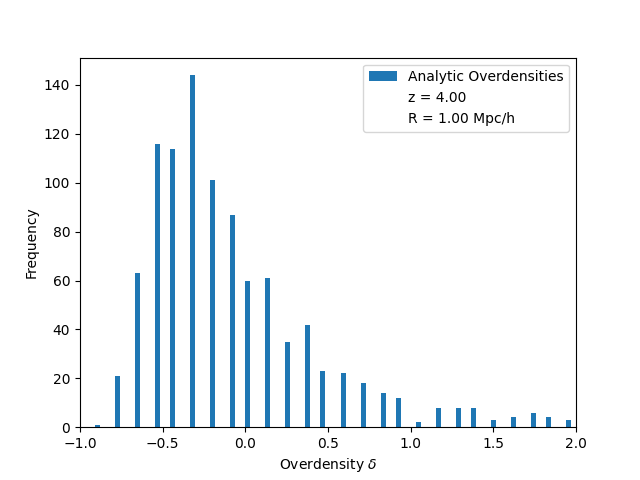 Analytic Overdensities
z = 4.00
R = 1.00 Mpc/h
140
120
100
80
60
40
20
0
Frequency
−1.0 −0.5 0.0 0.5 1.0 1.5 2.0
Overdensity δ